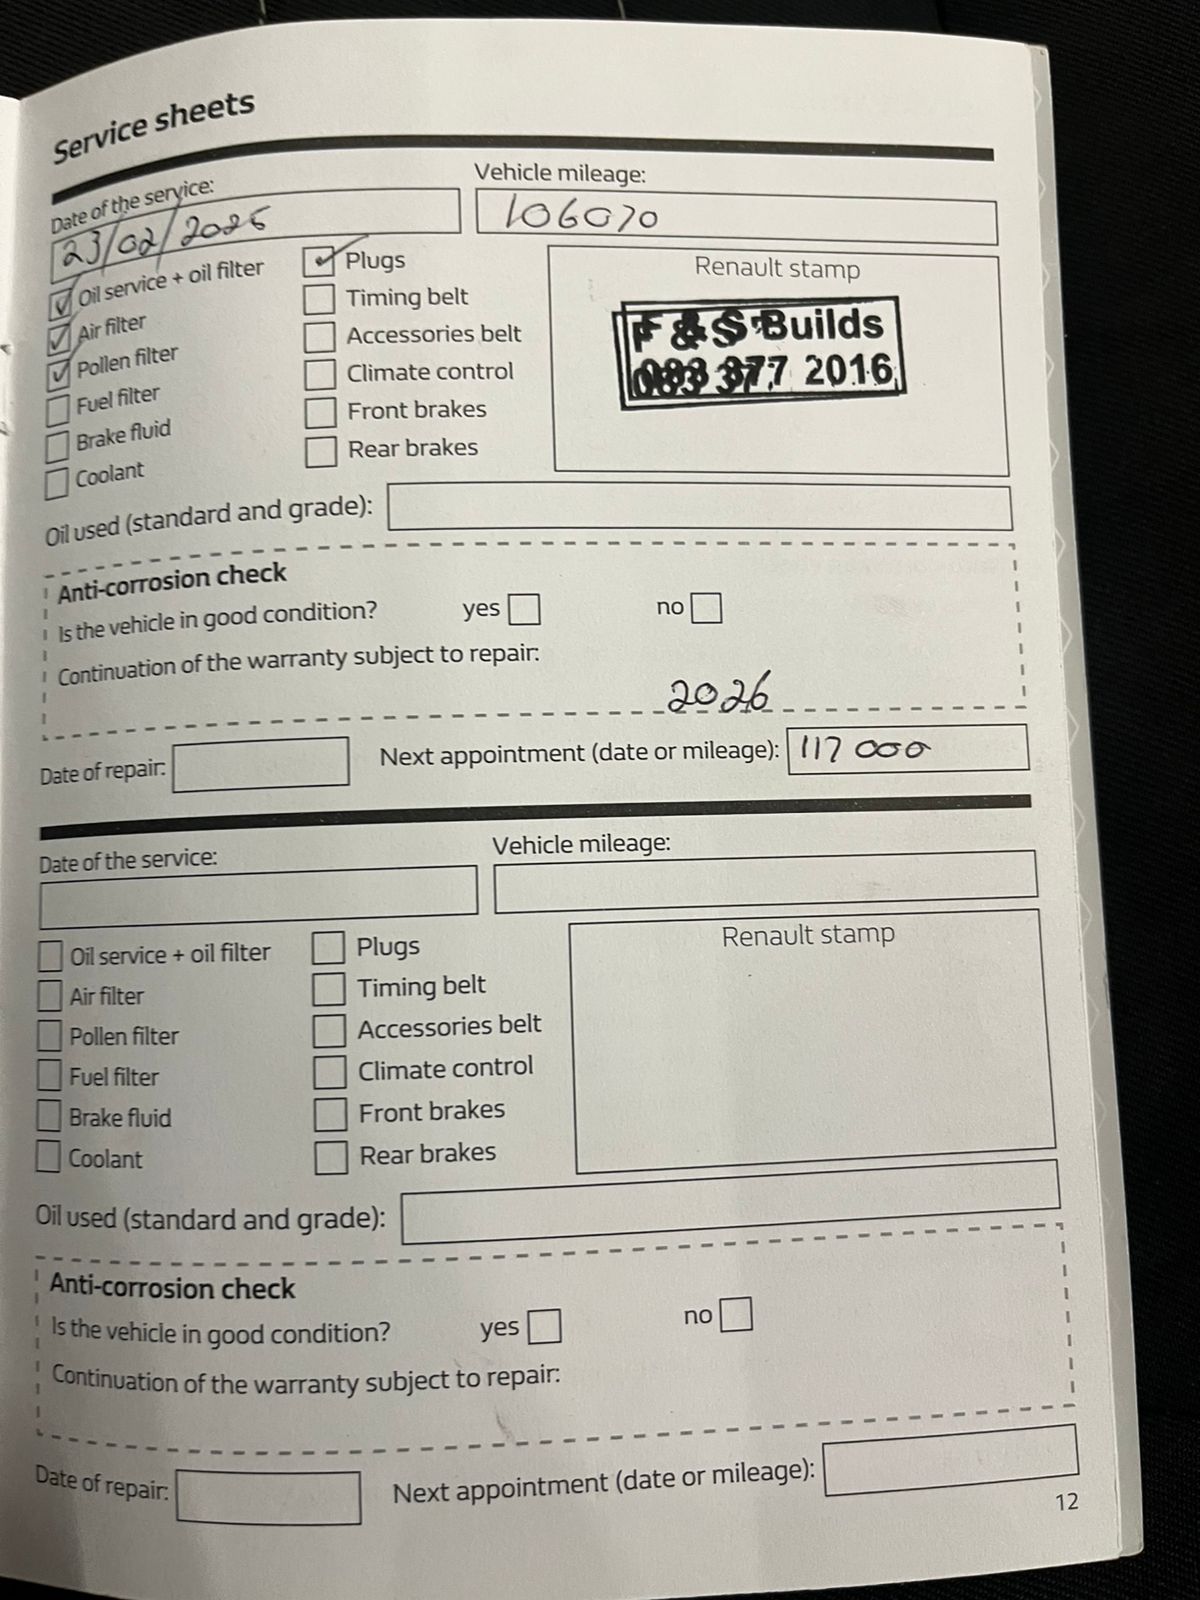 Service sheets
Date of the service:
23/02/2025
Vehicle mileage:
106070
Oil service + oil filter
Air filter
Pollen filter
Fuel filter
Brake fluid
Coolant
Plugs
Timing belt
Accessories belt
Climate control
Front brakes
Rear brakes
Renault stamp
F & S Builds
083 377 2016
Oil used (standard and grade):
Anti-corrosion check
Is the vehicle in good condition? yes no
Continuation of the warranty subject to repair:
2026
Date of repair:
Next appointment (date or mileage): 117 000
Date of the service:
Vehicle mileage:
Oil service + oil filter
Air filter
Pollen filter
Fuel filter
Brake fluid
Coolant
Plugs
Timing belt
Accessories belt
Climate control
Front brakes
Rear brakes
Renault stamp
Oil used (standard and grade):
Anti-corrosion check
Is the vehicle in good condition? yes no
Continuation of the warranty subject to repair:
Date of repair:
Next appointment (date or mileage):
12